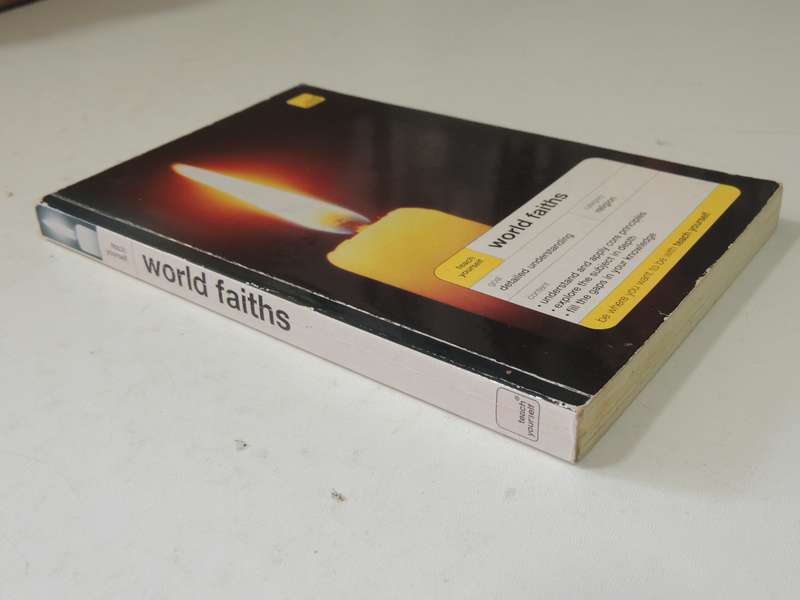 teach
yourself
world faiths
goal
detailed understanding
category
religion
content
• understand and apply core principles
• explore the subject in depth
• fill the gaps in your knowledge
be where you want to be with teach yourself
teach
yourself
world faiths
teach
yourself